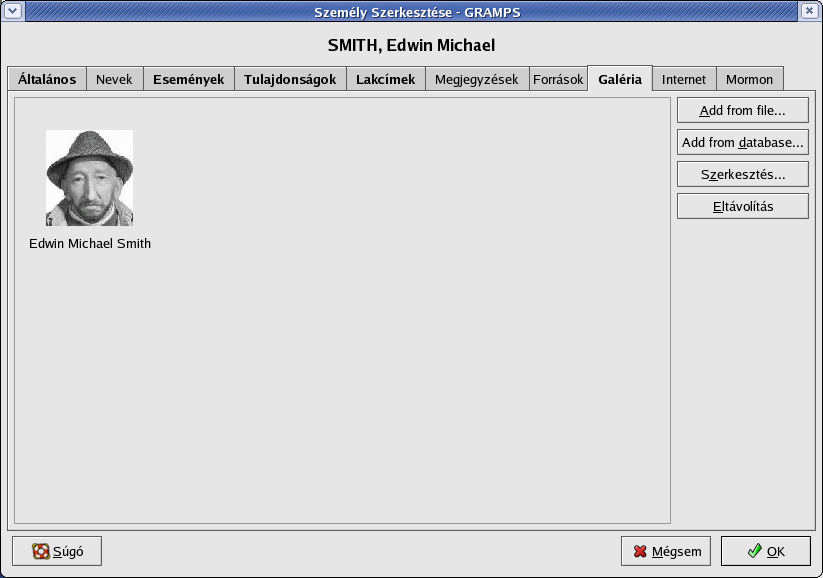 Személy Szerkesztése - GRAMPS
SMITH, Edwin Michael
Általános Nevek Események Tulajdonságok Lakcímek Megjegyzések Források Galéria Internet Mormon
Add from file...
Add from database...
Szerkesztés...
Eltávolítás
Edwin Michael Smith
Súgó Mégsem OK